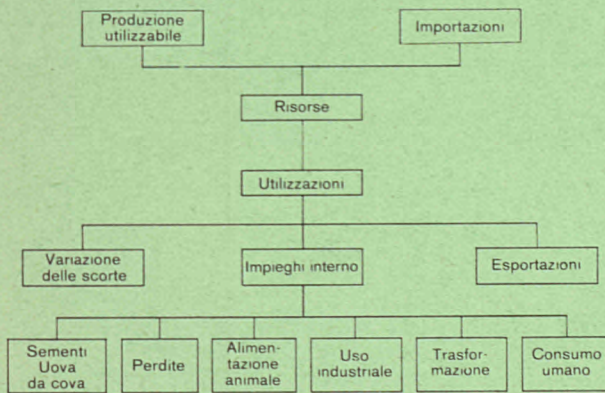 Produzione
utilizzabile
Importazioni
Risorse
Utilizzazioni
Variazione
delle scorte
Impieghi interno
Esportazioni
Sementi
Uova
da cova
Perdite
Alimen-
tazione
animale
Uso
industriale
Trasfor-
mazione
Consumo
umano